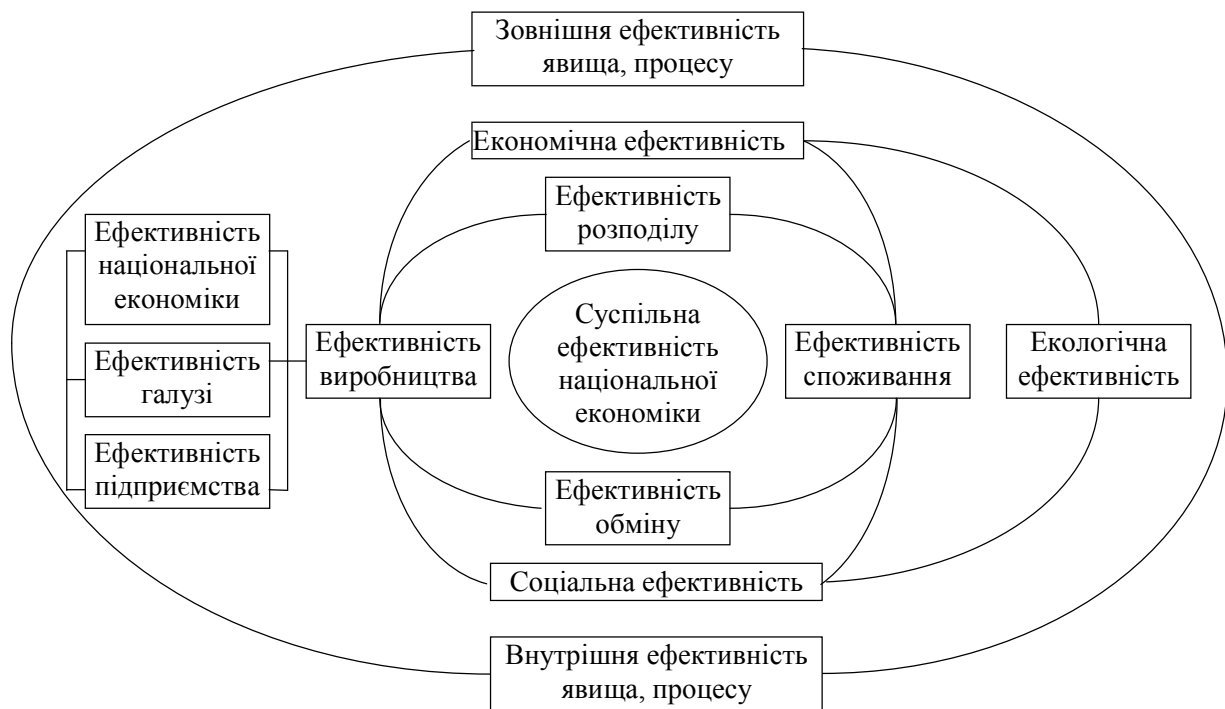 Зовнішня ефективність
явища, процесу
Економічна ефективність
Ефективність
розподілу
Ефективність
національної
економіки
Ефективність
галузі
Ефективність
підприємства
Ефективність
виробництва
Суспільна
ефективність
національної
економіки
Ефективність
споживання
Екологічна
ефективність
Ефективність
обміну
Соціальна ефективність
Внутрішня ефективність
явища, процесу